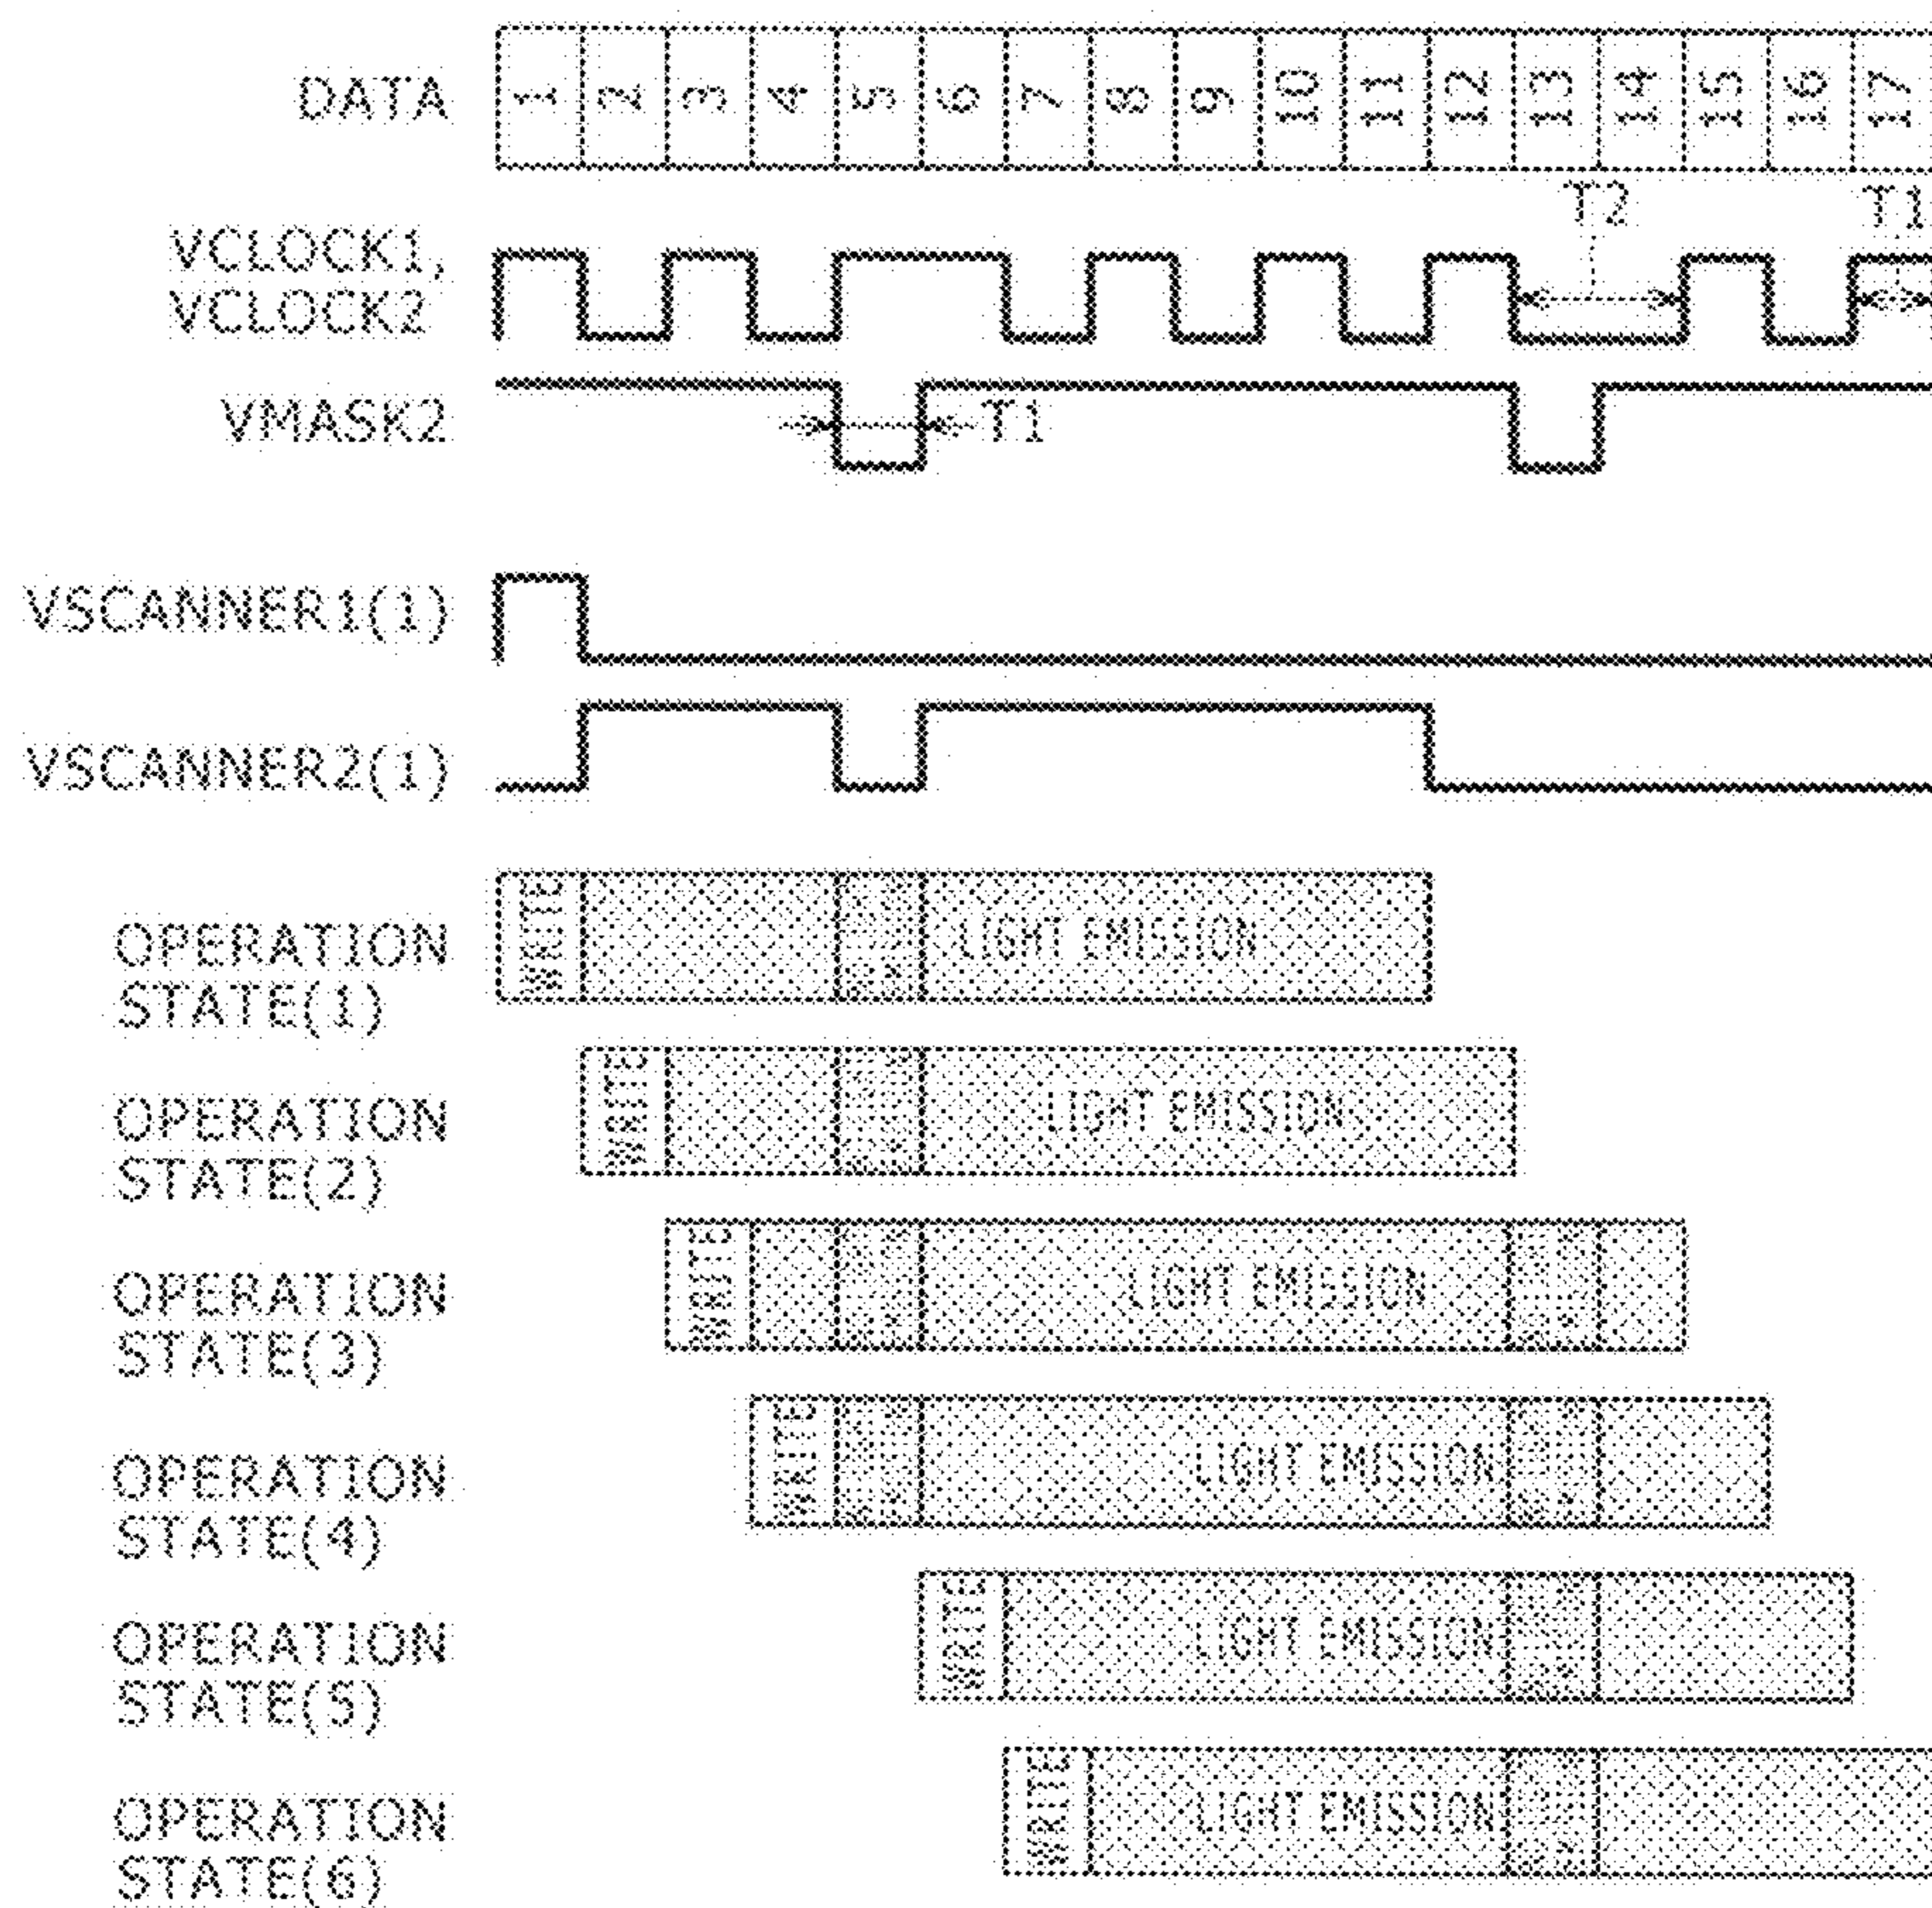 DATA
1 2 3 4 5 6 7 8 9 10 11 12 13 14 15 16 17
T2
T1
VCLOCK1,
VCLOCK2
VMASK2
T1
VSCANNER1(1)
VSCANNER2(1)
WRITE
LIGHT EMISSION
OPERATION
STATE(1)
WRITE
LIGHT EMISSION
OPERATION
STATE(2)
WRITE
LIGHT EMISSION
OPERATION
STATE(3)
WRITE
LIGHT EMISSION
OPERATION
STATE(4)
WRITE
LIGHT EMISSION
OPERATION
STATE(5)
WRITE
LIGHT EMISSION
OPERATION
STATE(6)